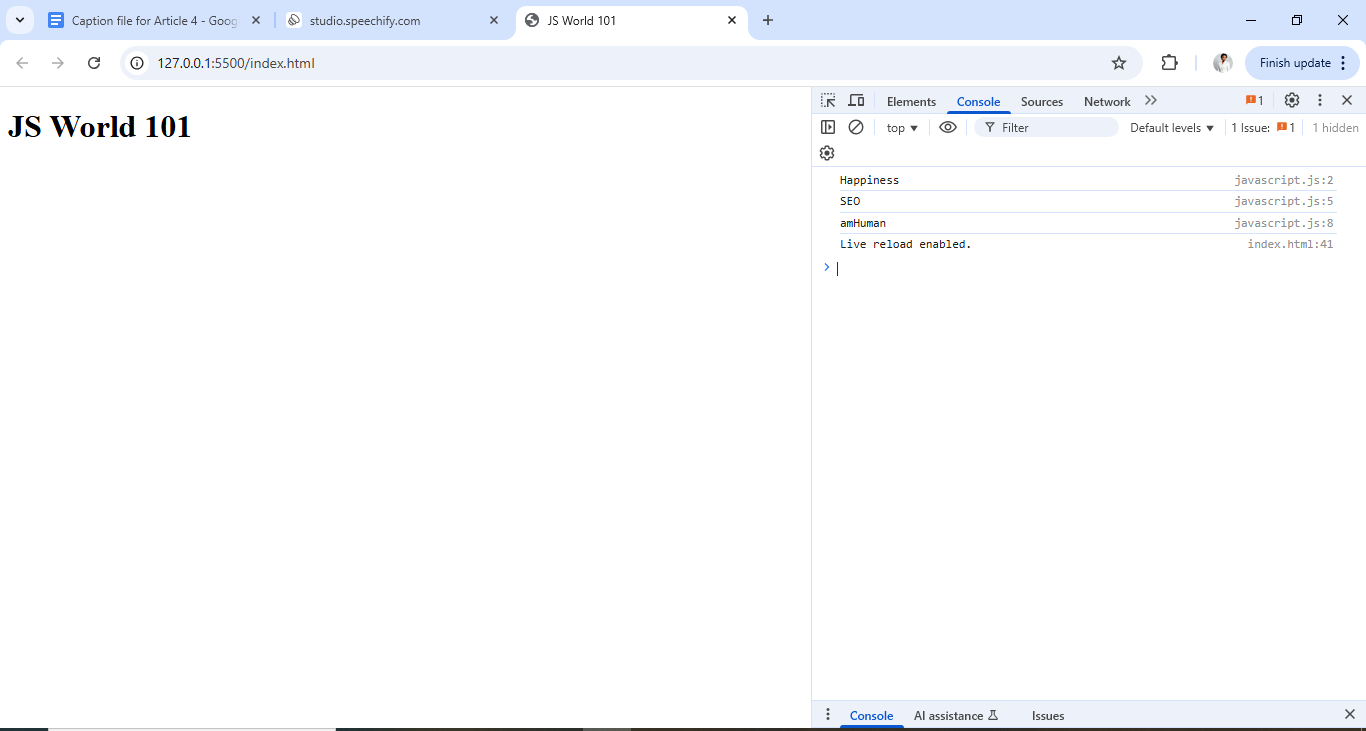 Caption file for Article 4 - Goog
studio.speechify.com
JS World 101
127.0.0.1:5500/index.html
Finish update
JS World 101
Elements Console Sources Network 1
top Filter Default levels 1 Issue: 1 1 hidden
Happiness javascript.js:2
SEO javascript.js:5
amHuman javascript.js:8
Live reload enabled. index.html:41
Console AI assistance Issues